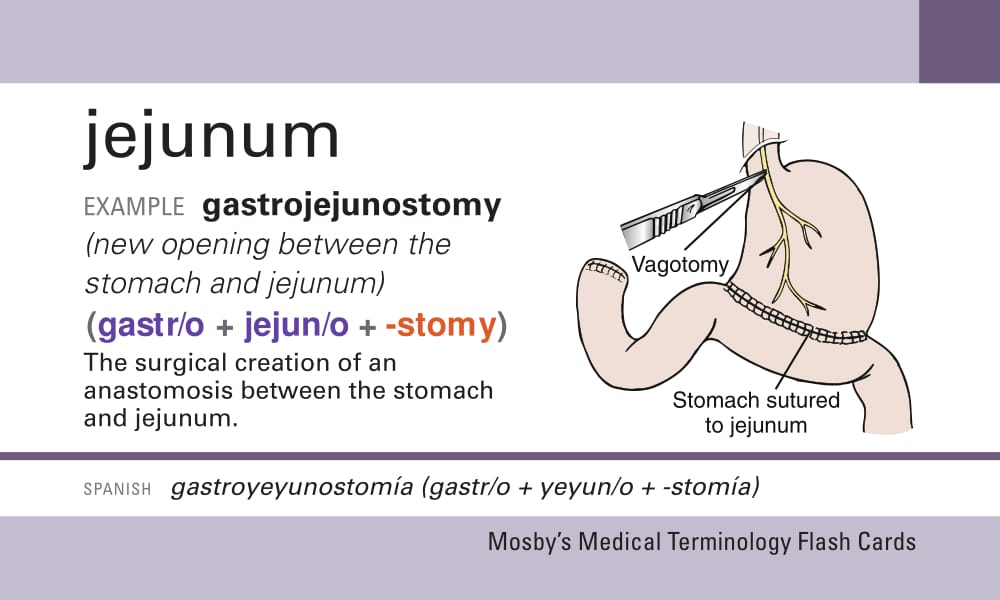 jejunum
EXAMPLE gastrojejunostomy
(new opening between the
stomach and jejunum)
(gastr/o + jejun/o + -stomy)
The surgical creation of an
anastomosis between the stomach
and jejunum.
Vagotomy
Stomach sutured
to jejunum
SPANISH gastroyeyunostomía (gastr/o + yeyun/o + -stomía)
Mosby’s Medical Terminology Flash Cards